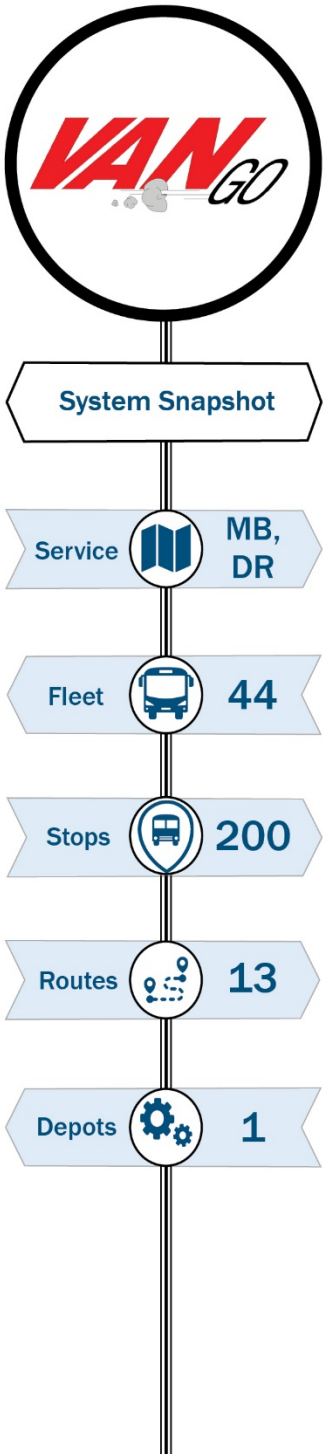 VAN GO
System Snapshot
Service MB,
DR
Fleet 44
Stops 200
Routes 13
Depots 1